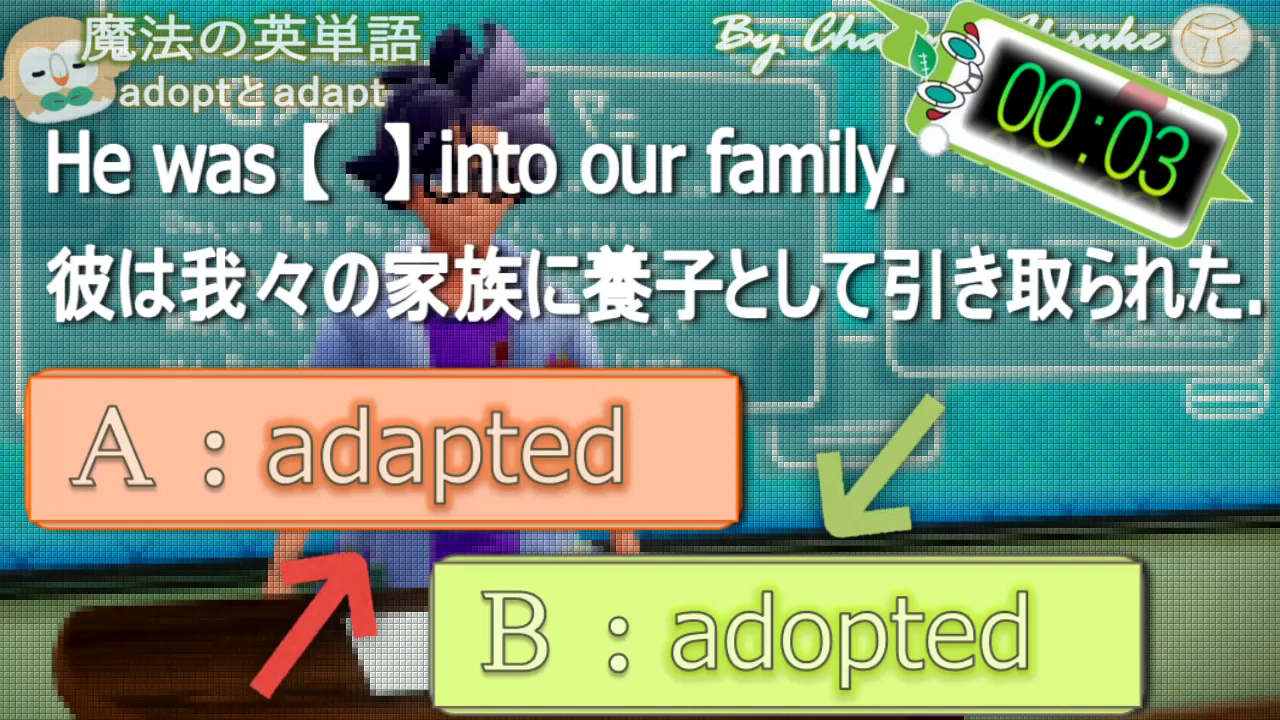 魔法の英単語
adoptとadapt
By Cha
00:03
He was【 】into our family.
彼は我々の家族に養子として引き取られた.
A : adapted
B : adopted